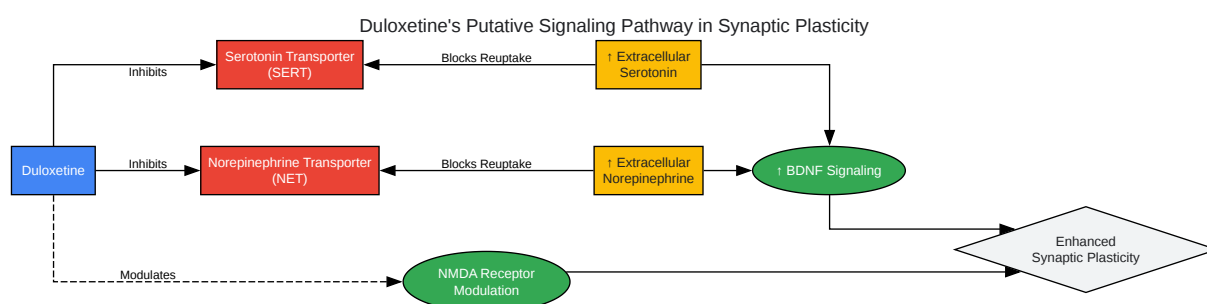 Duloxetine's Putative Signaling Pathway in Synaptic Plasticity
Serotonin Transporter
(SERT)
Inhibits
Blocks Reuptake
↑ Extracellular
Serotonin
Duloxetine
Inhibits
Norepinephrine Transporter
(NET)
Blocks Reuptake
↑ Extracellular
Norepinephrine
↑ BDNF Signaling
Enhanced
Synaptic Plasticity
Modulates
NMDA Receptor
Modulation